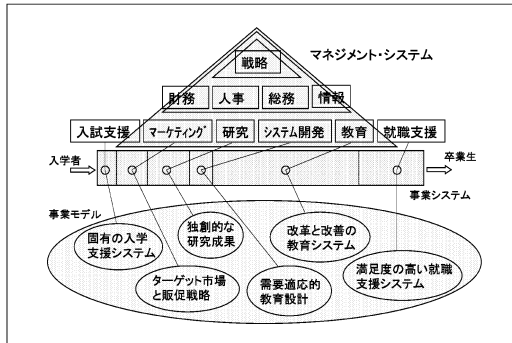 戦略
マネジメント・システム
財務 人事 総務 情報
入試支援 マーケティング 研究 システム開発 教育 就職支援
入学者
卒業生
事業システム
事業モデル
固有の入学
支援システム
独創的な
研究成果
改革と改善の
教育システム
ターゲット市場
と販促戦略
需要適応的
教育設計
満足度の高い就職
支援システム